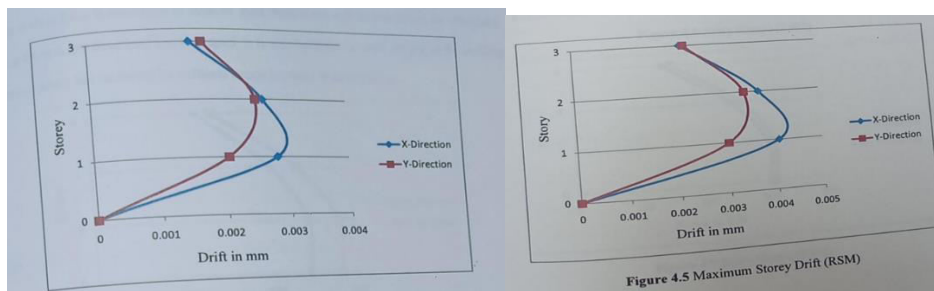 3
2
1
0
Storey
0
0.001
0.002
0.003
0.004
Drift in mm
X-Direction
Y-Direction
3
2
1
0
Story
0
0.001
0.002
0.003
0.004
0.005
Drift in mm
X-Direction
Y-Direction
Figure 4.5 Maximum Storey Drift (RSM)